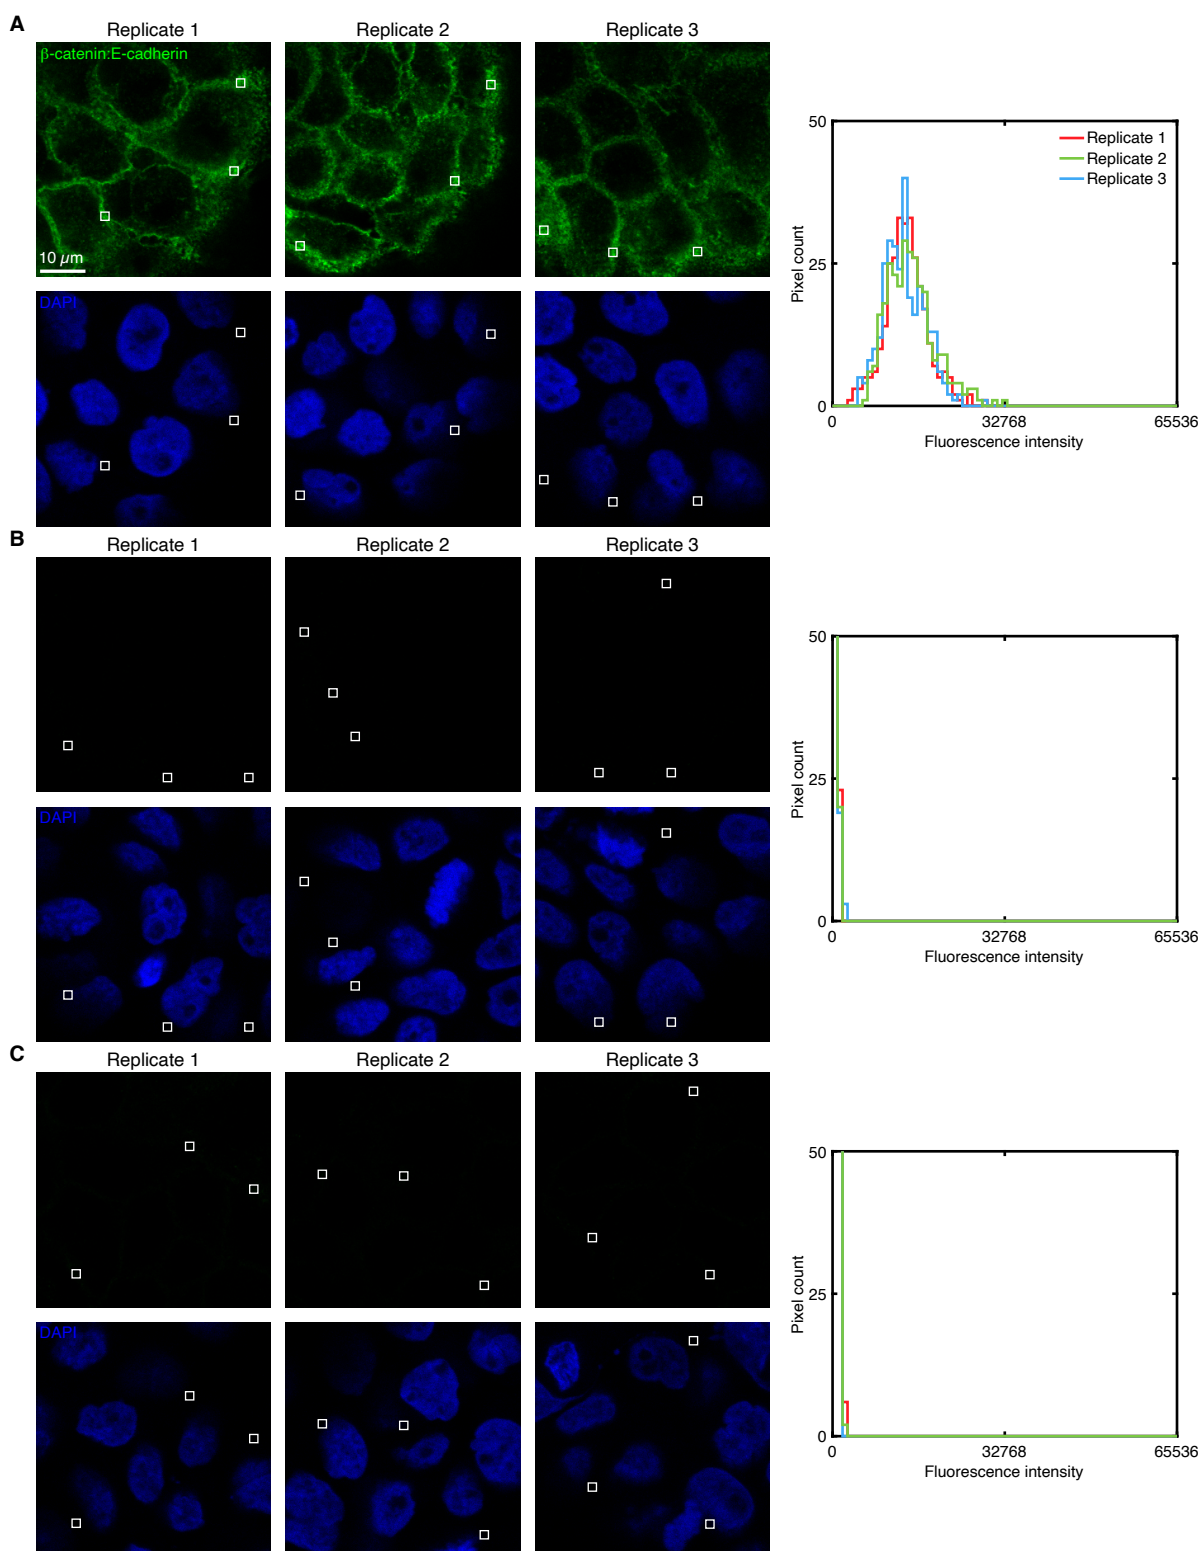 A
Replicate 1 Replicate 2 Replicate 3
β-catenin:E-cadherin
10 µm
DAPI
50
25
0
Pixel count
Replicate 1
Replicate 2
Replicate 3
0 32768 65536
Fluorescence intensity
B
Replicate 1 Replicate 2 Replicate 3
DAPI
50
25
0
Pixel count
0 32768 65536
Fluorescence intensity
C
Replicate 1 Replicate 2 Replicate 3
DAPI
50
25
0
Pixel count
0 32768 65536
Fluorescence intensity